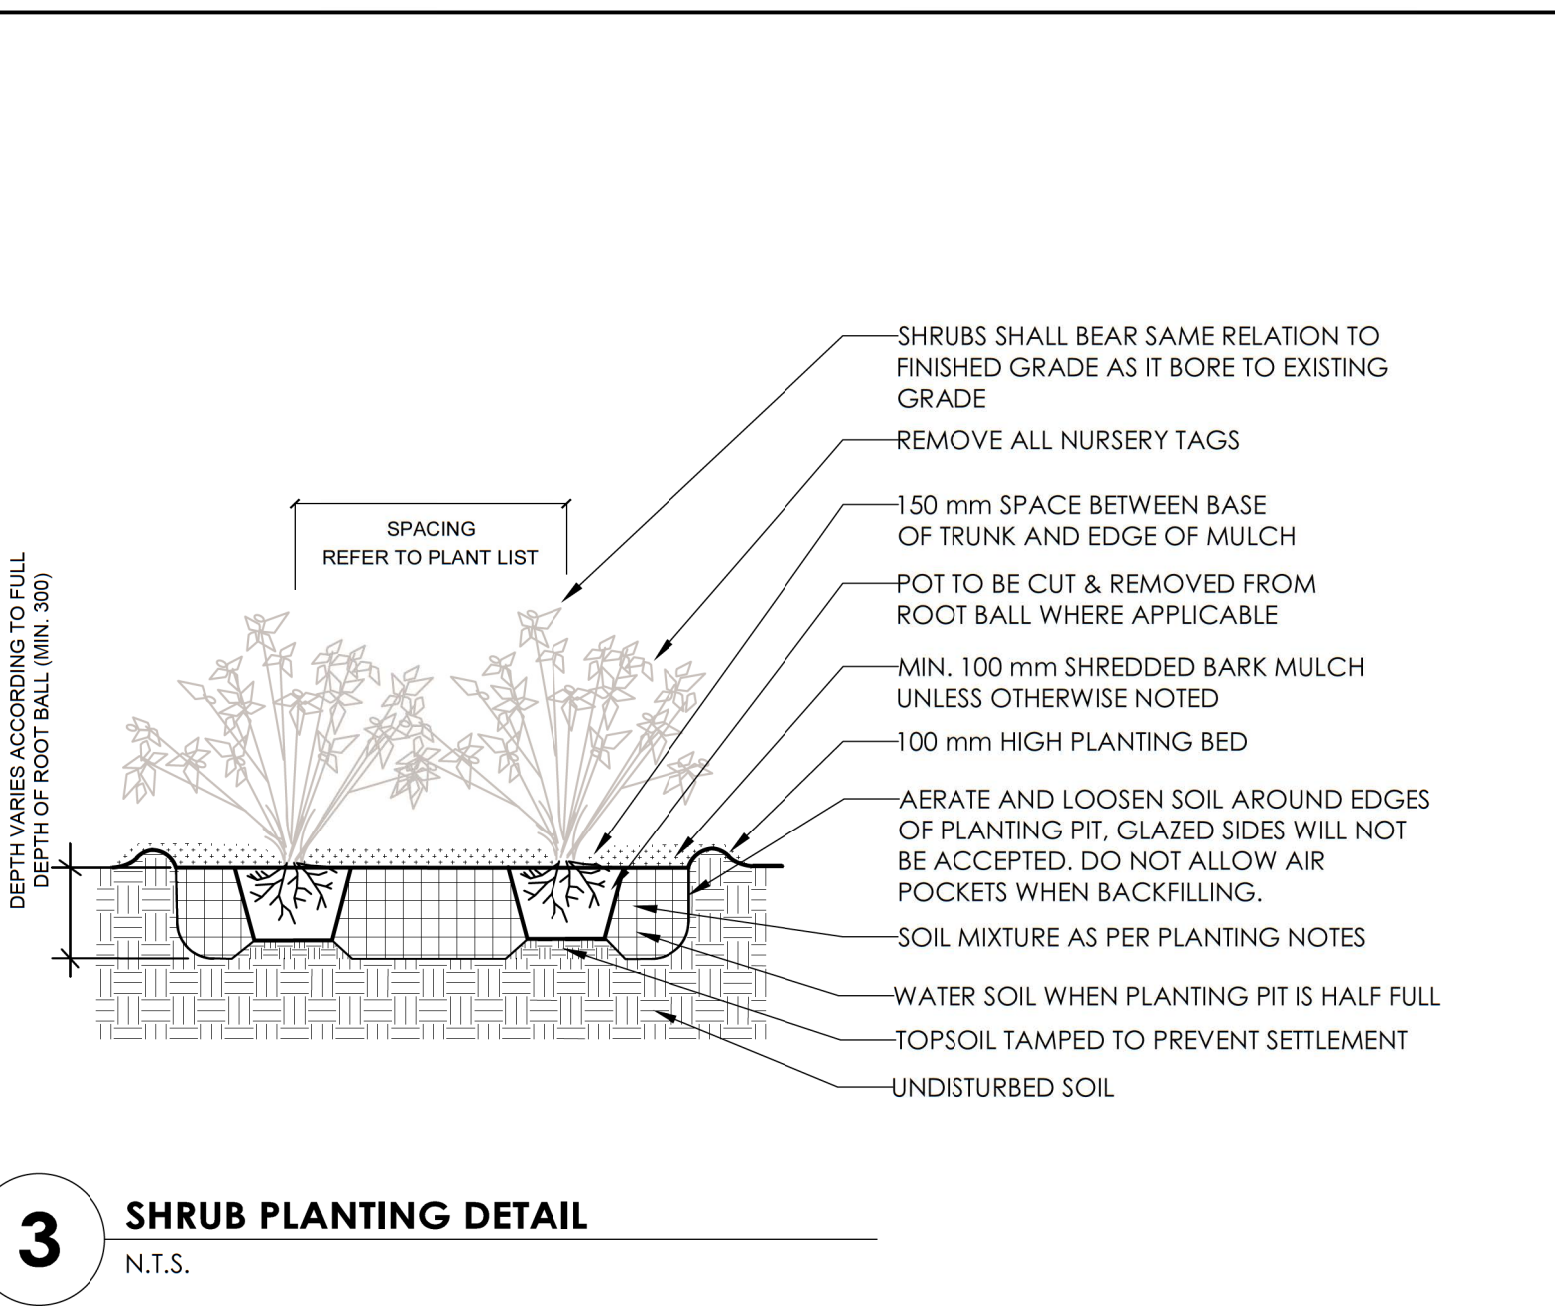 SHRUBS SHALL BEAR SAME RELATION TO
FINISHED GRADE AS IT BORE TO EXISTING
GRADE
REMOVE ALL NURSERY TAGS
150 mm SPACE BETWEEN BASE
OF TRUNK AND EDGE OF MULCH
SPACING
REFER TO PLANT LIST
POT TO BE CUT & REMOVED FROM
ROOT BALL WHERE APPLICABLE
MIN. 100 mm SHREDDED BARK MULCH
UNLESS OTHERWISE NOTED
100 mm HIGH PLANTING BED
DEPTH VARIES ACCORDING TO FULL
DEPTH OF ROOT BALL (MIN. 300)
AERATE AND LOOSEN SOIL AROUND EDGES
OF PLANTING PIT, GLAZED SIDES WILL NOT
BE ACCEPTED. DO NOT ALLOW AIR
POCKETS WHEN BACKFILLING.
SOIL MIXTURE AS PER PLANTING NOTES
WATER SOIL WHEN PLANTING PIT IS HALF FULL
TOPSOIL TAMPED TO PREVENT SETTLEMENT
UNDISTURBED SOIL
3
SHRUB PLANTING DETAIL
N.T.S.